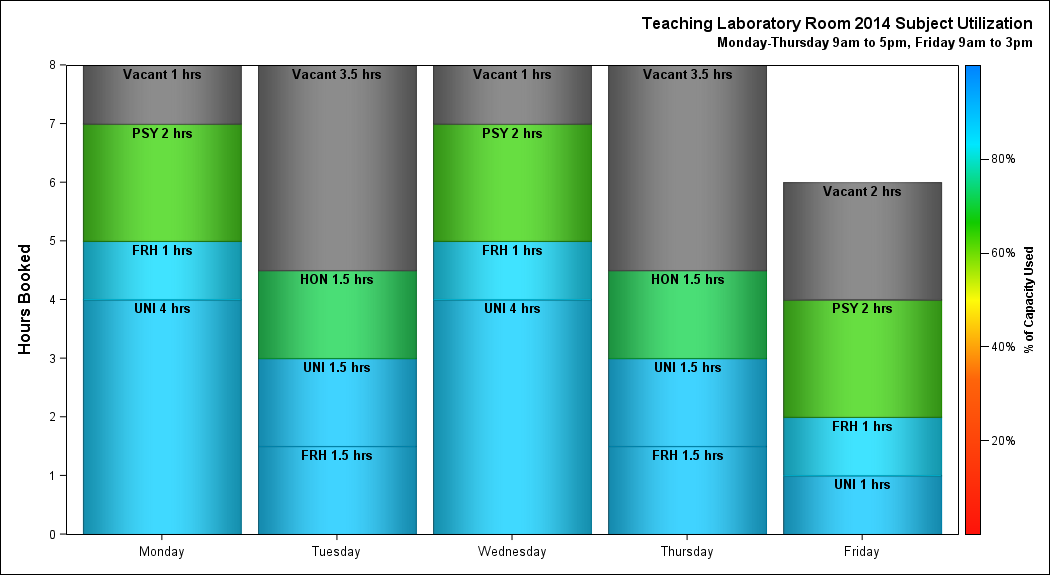 Teaching Laboratory Room 2014 Subject Utilization
Monday-Thursday 9am to 5pm, Friday 9am to 3pm
Hours Booked
8
7
6
5
4
3
2
1
0
Vacant 1 hrs
PSY 2 hrs
FRH 1 hrs
UNI 4 hrs
Monday
Vacant 3.5 hrs
HON 1.5 hrs
UNI 1.5 hrs
FRH 1.5 hrs
Tuesday
Vacant 1 hrs
PSY 2 hrs
FRH 1 hrs
UNI 4 hrs
Wednesday
Vacant 3.5 hrs
HON 1.5 hrs
UNI 1.5 hrs
FRH 1.5 hrs
Thursday
Vacant 2 hrs
PSY 2 hrs
FRH 1 hrs
UNI 1 hrs
Friday
80%
60%
40%
20%
% of Capacity Used